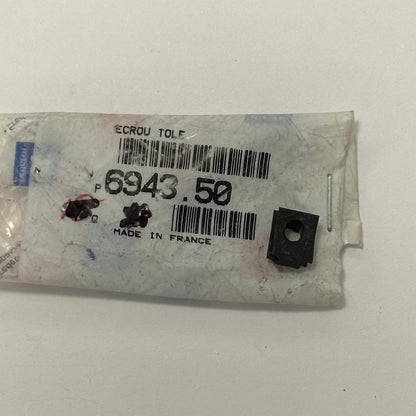 ECROU TOLE
P 6943.50
Q
MADE IN FRANCE